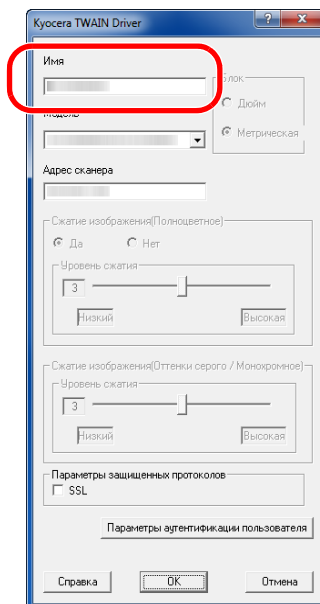 Kyocera TWAIN Driver
Имя
Блок
Дюйм
Модель
Метрическая
Адрес сканера
Сжатие изображения(Полноцветное)
Да Нет
Уровень сжатия
3
Низкий Высокая
Сжатие изображения(Оттенки серого / Монохромное)
Уровень сжатия
3
Низкий Высокая
Параметры защищенных протоколов
SSL
Параметры аутентификации пользователя
Справка OK Отмена